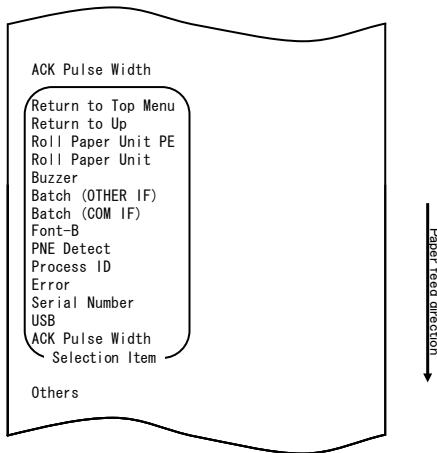 ACK Pulse Width
Return to Top Menu
Return to Up
Roll Paper Unit PE
Roll Paper Unit
Buzzer
Batch (OTHER IF)
Batch (COM IF)
Font-B
PNE Detect
Process ID
Error
Serial Number
USB
ACK Pulse Width
Selection Item
Others
Paper feed direction